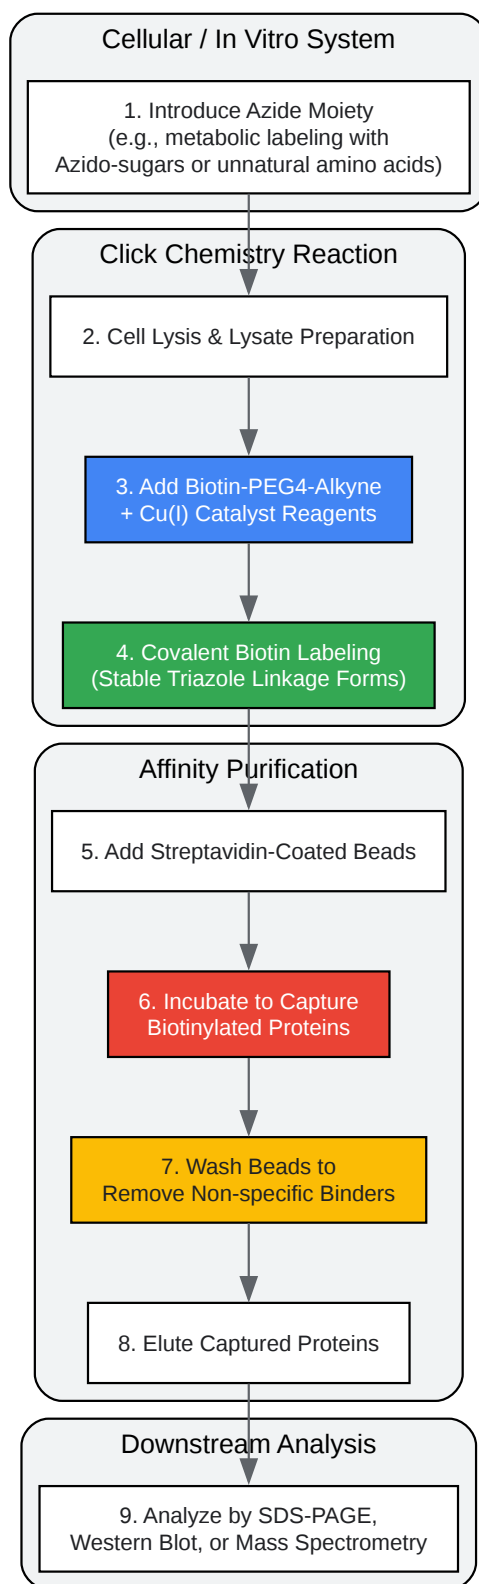 Cellular / In Vitro System
1. Introduce Azide Moiety
(e.g., metabolic labeling with
Azido-sugars or unnatural amino acids)
Click Chemistry Reaction
2. Cell Lysis & Lysate Preparation
3. Add Biotin-PEG4-Alkyne
+ Cu(I) Catalyst Reagents
4. Covalent Biotin Labeling
(Stable Triazole Linkage Forms)
Affinity Purification
5. Add Streptavidin-Coated Beads
6. Incubate to Capture
Biotinylated Proteins
7. Wash Beads to
Remove Non-specific Binders
8. Elute Captured Proteins
Downstream Analysis
9. Analyze by SDS-PAGE,
Western Blot, or Mass Spectrometry